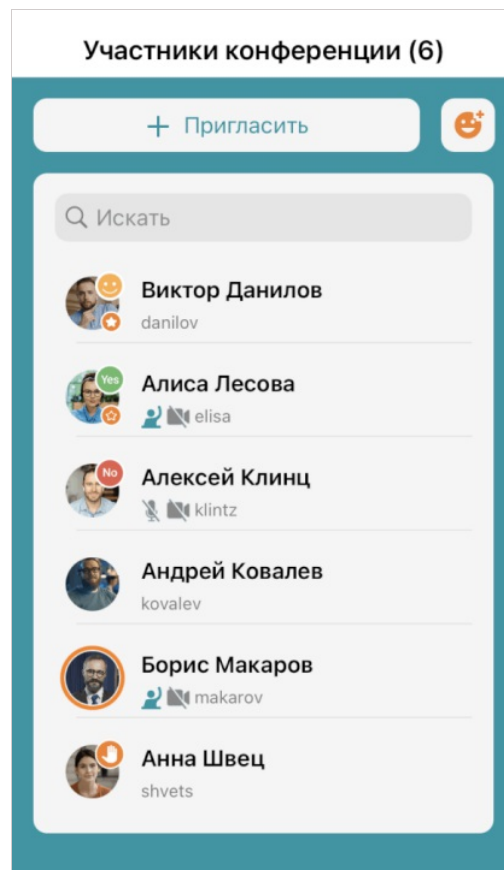 Участники конференции (6)
+ Пригласить
Искать
Виктор Данилов
danilov
Yes
Алиса Лесова
elisa
No
Алексей Клинц
klintz
Андрей Ковалев
kovalev
Борис Макаров
makarov
Анна Швец
shvets